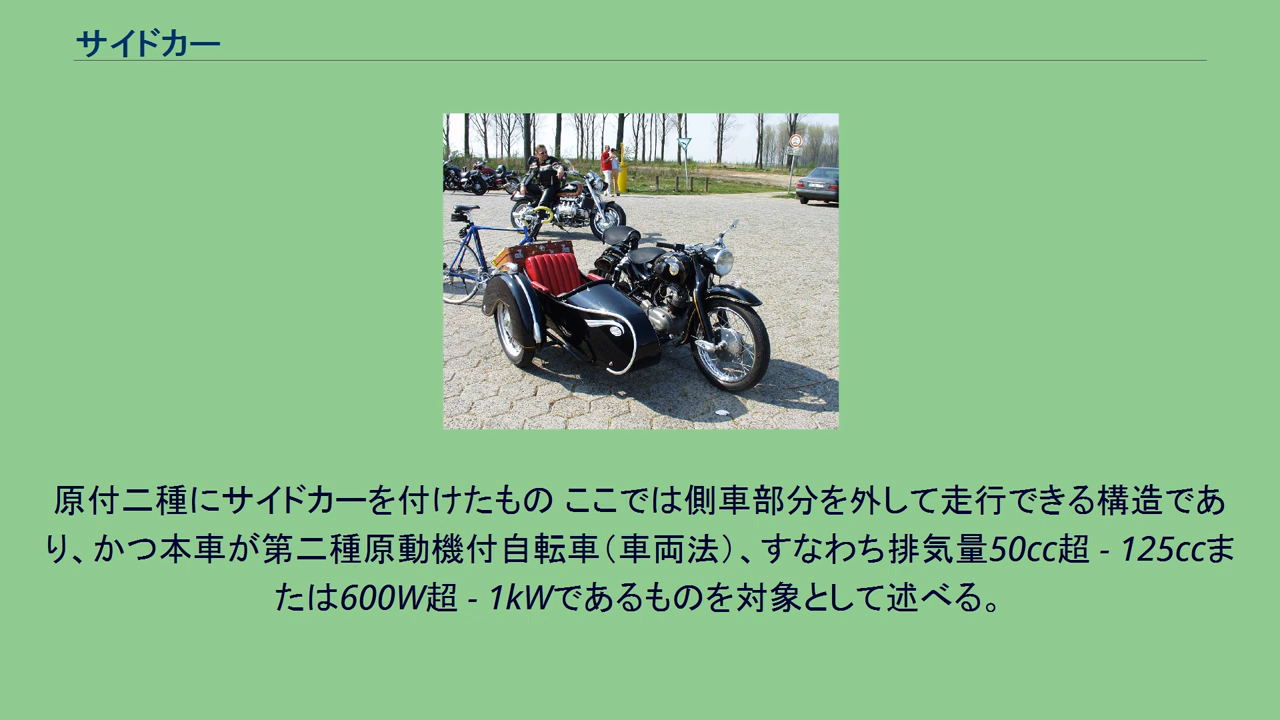 サイドカー
原付二種にサイドカーを付けたもの ここでは側車部分を外して走行できる構造であ
り、かつ本車が第二種原動機付自転車（車両法）、すなわち排気量50cc超 - 125ccま
たは600W超 - 1kWであるものを対象として述べる。